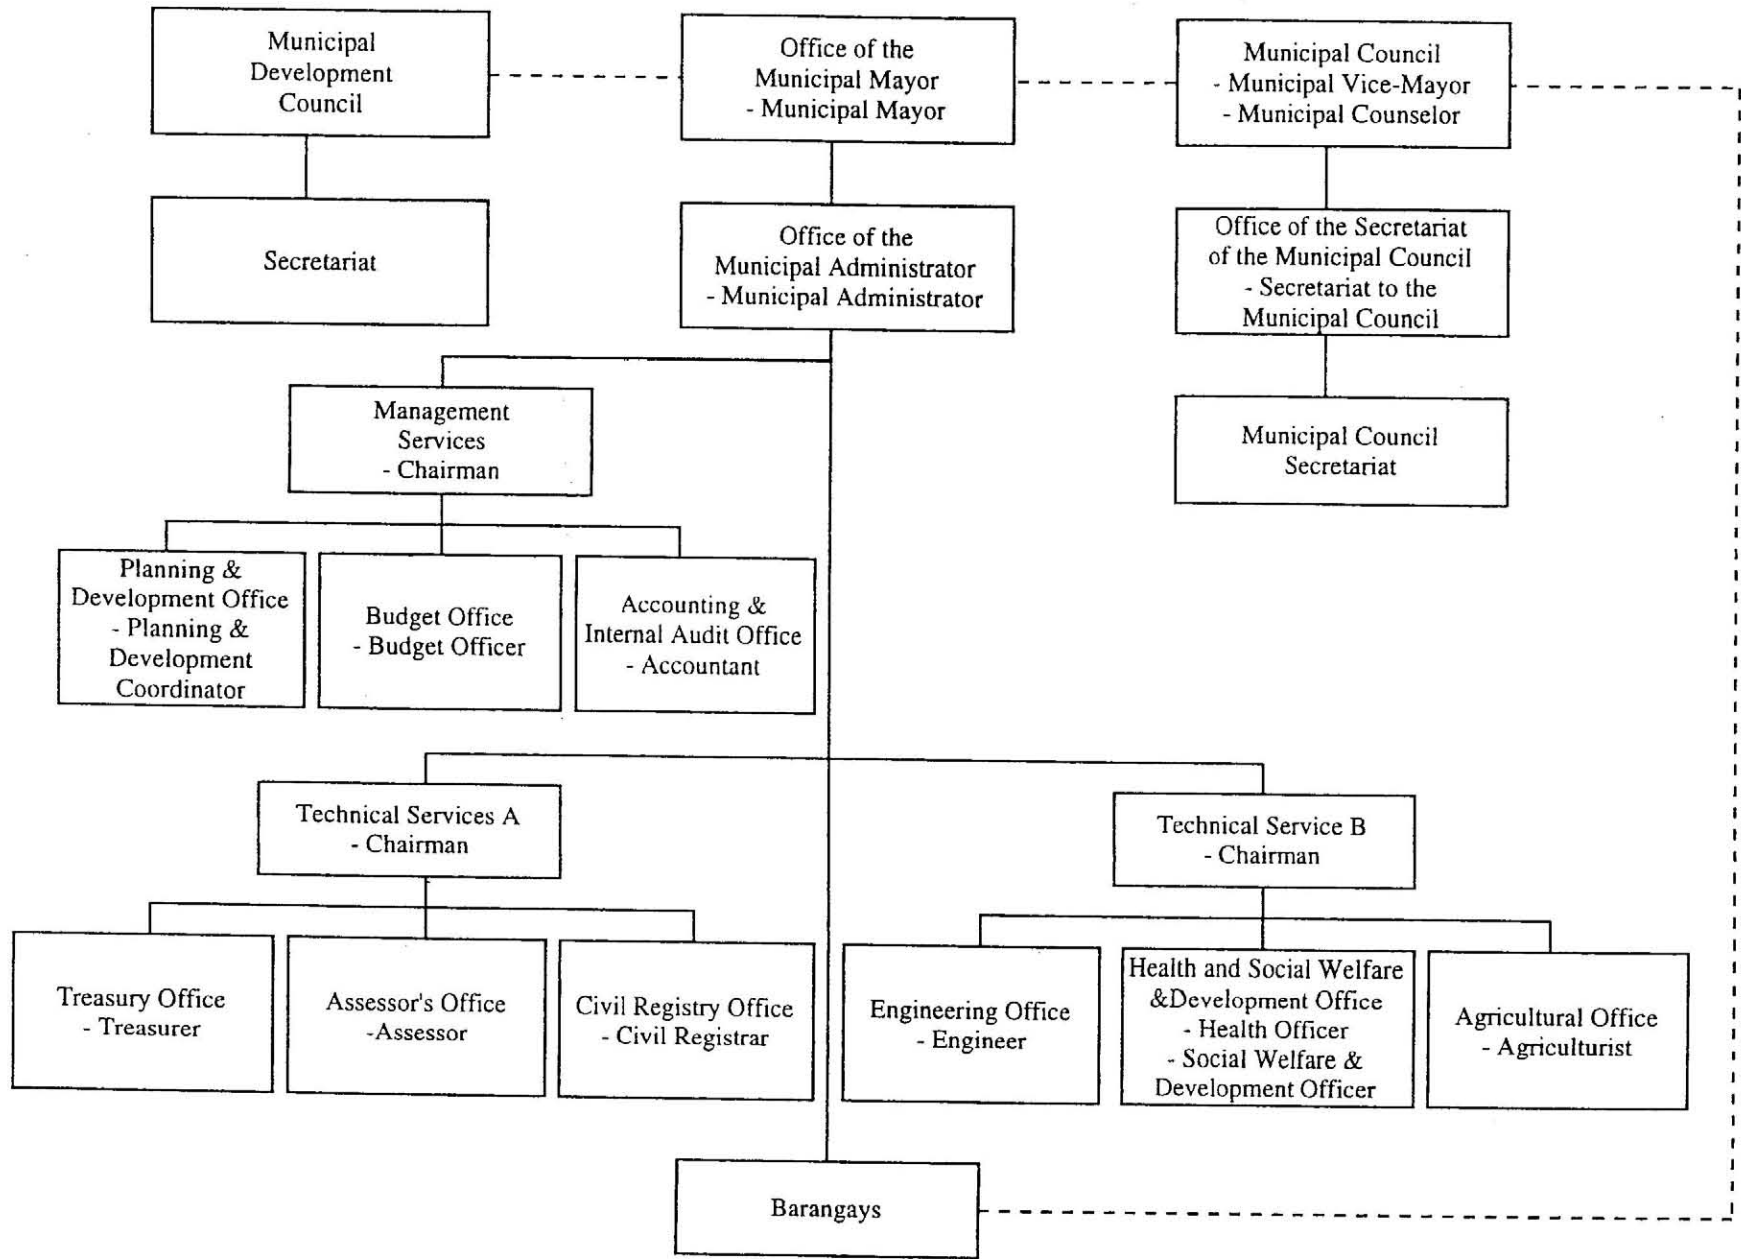 Municipal
Development
Council
Office of the
Municipal Mayor
- Municipal Mayor
Municipal Council
- Municipal Vice-Mayor
- Municipal Counselor
Secretariat
Office of the
Municipal Administrator
- Municipal Administrator
Office of the Secretariat
of the Municipal Council
- Secretariat to the
Municipal Council
Management
Services
- Chairman
Municipal Council
Secretariat
Planning &
Development Office
- Planning &
Development
Coordinator
Budget Office
- Budget Officer
Accounting &
Internal Audit Office
- Accountant
Technical Services A
- Chairman
Technical Service B
- Chairman
Treasury Office
- Treasurer
Assessor's Office
-Assessor
Civil Registry Office
- Civil Registrar
Engineering Office
- Engineer
Health and Social Welfare
&Development Office
- Health Officer
- Social Welfare &
Development Officer
Agricultural Office
- Agriculturist
Barangays